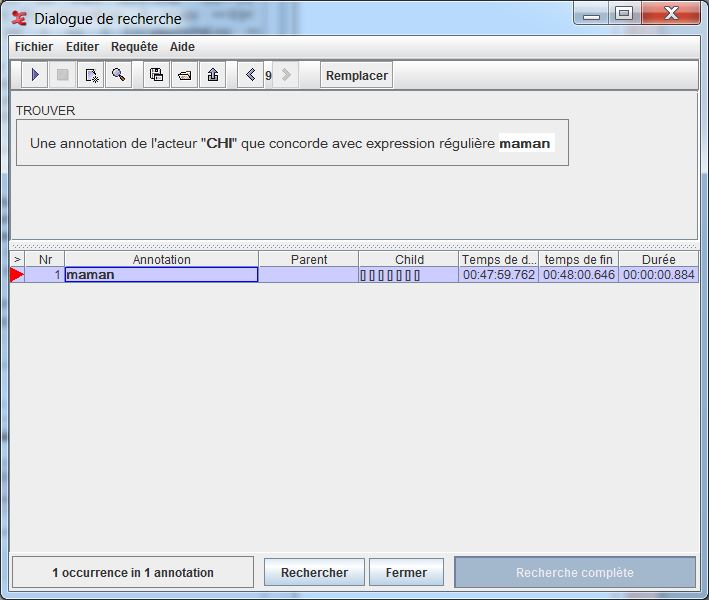 Dialogue de recherche
Fichier Editer Requête Aide
9 Remplacer
TROUVER
Une annotation de l'acteur "CHI" que concorde avec expression régulière maman
> Nr Annotation Parent Child Temps de d... temps de fin Durée
1 maman 00:47:59.762 00:48:00.646 00:00:00.884
1 occurrence in 1 annotation Rechercher Fermer Recherche complète